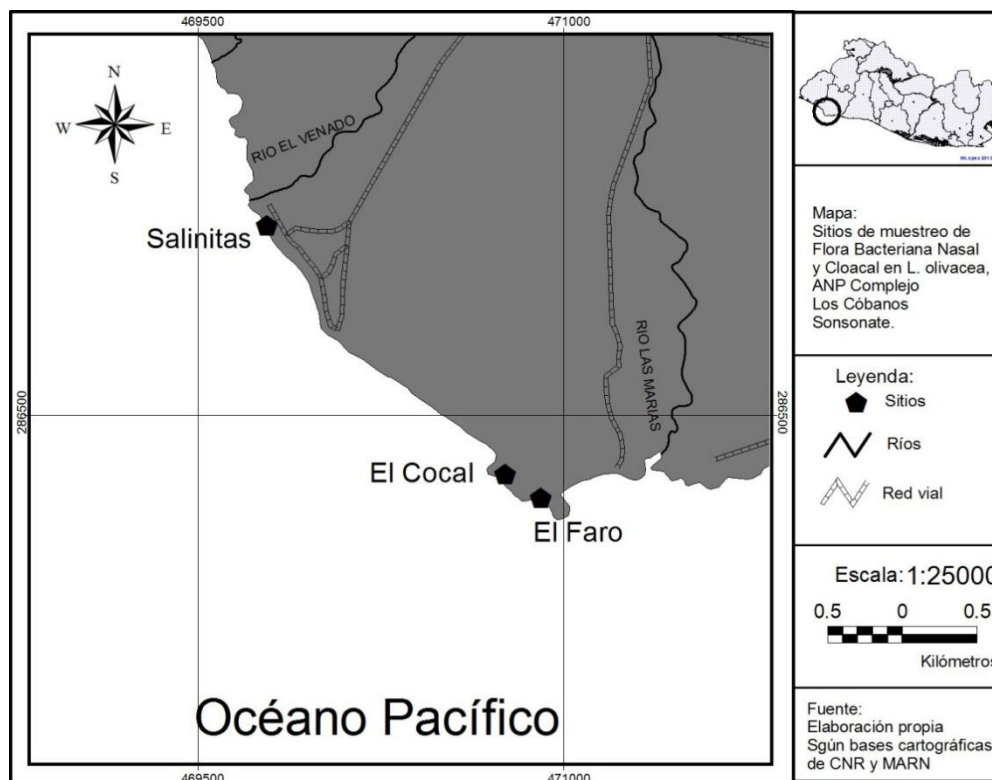 469500
471000
N
W
E
S
RIO EL VENADO
Salinitas
RIO LAS MARIAS
286500
286500
El Cocal
El Faro
Océano Pacífico
469500
471000
Mapa:
Sitios de muestreo de
Flora Bacteriana Nasal
y Cloacal en L. olivacea,
ANP Complejo
Los Cóbanos
Sonsonate.
Leyenda:
Sitios
Ríos
Red vial
Escala: 1:25000
0.5 0 0.5
Kilómetros
Fuente:
Elaboración propia
Sgún bases cartográficas
de CNR y MARN